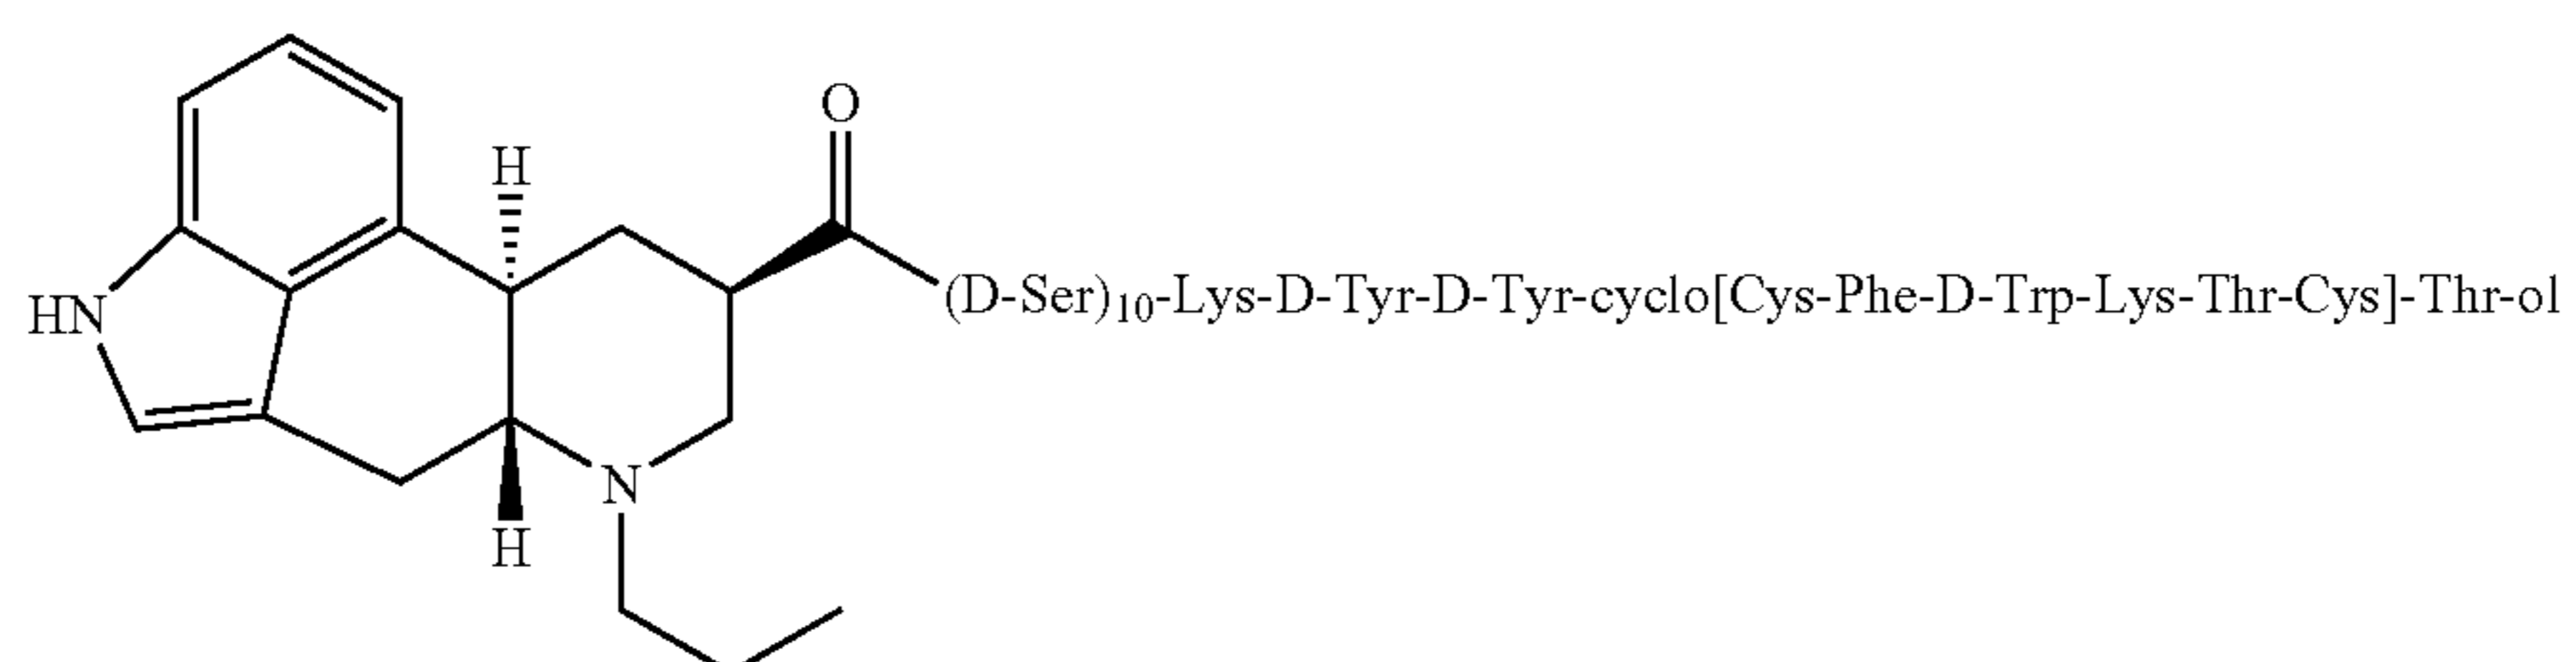 O
H
(D-Ser)₁₀-Lys-D-Tyr-D-Tyr-cyclo[Cys-Phe-D-Trp-Lys-Thr-Cys]-Thr-ol
HN
N
H